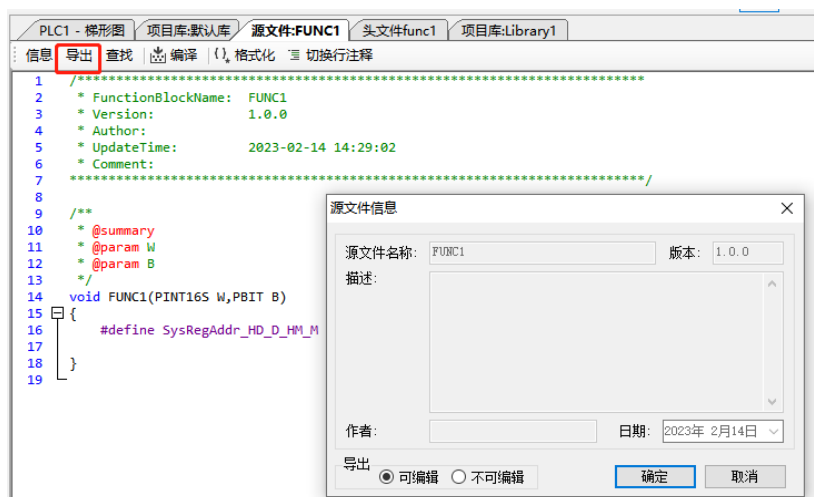 PLC1 - 梯形图 项目库:默认库 源文件:FUNC1 头文件func1 项目库:Library1
信息 导出 查找 编译 格式化 切换行注释
1 /***************************************************************************
2 * FunctionBlockName: FUNC1
3 * Version: 1.0.0
4 * Author:
5 * UpdateTime: 2023-02-14 14:29:02
6 * Comment:
7 ***************************************************************************/
8
9 /**
10 * @summary
11 * @param W
12 * @param B
13 */
14 void FUNC1(PINT16S W,PBIT B)
15 {
16 #define SysRegAddr_HD_D_HM_M
17
18 }
19
源文件信息
源文件名称: FUNC1 版本: 1.0.0
描述:
作者: 日期: 2023年 2月14日
导出
可编辑 不可编辑 确定 取消